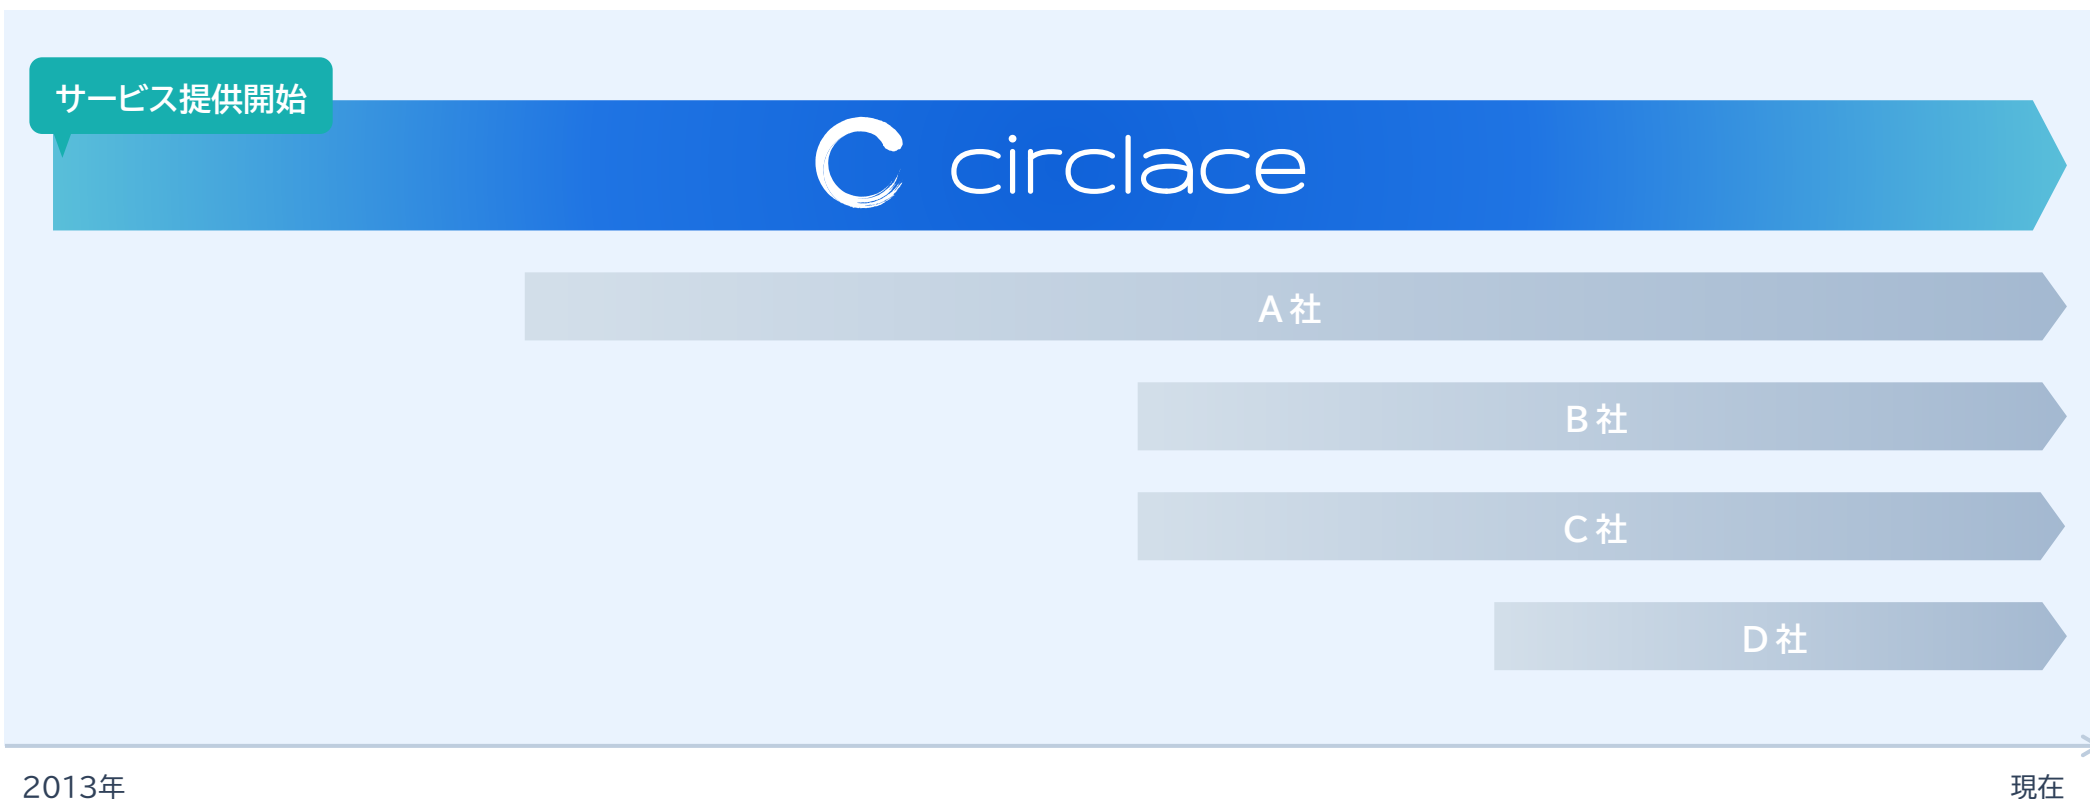 サービス提供開始
circlace
A社
B社
C社
D社
2013年
現在